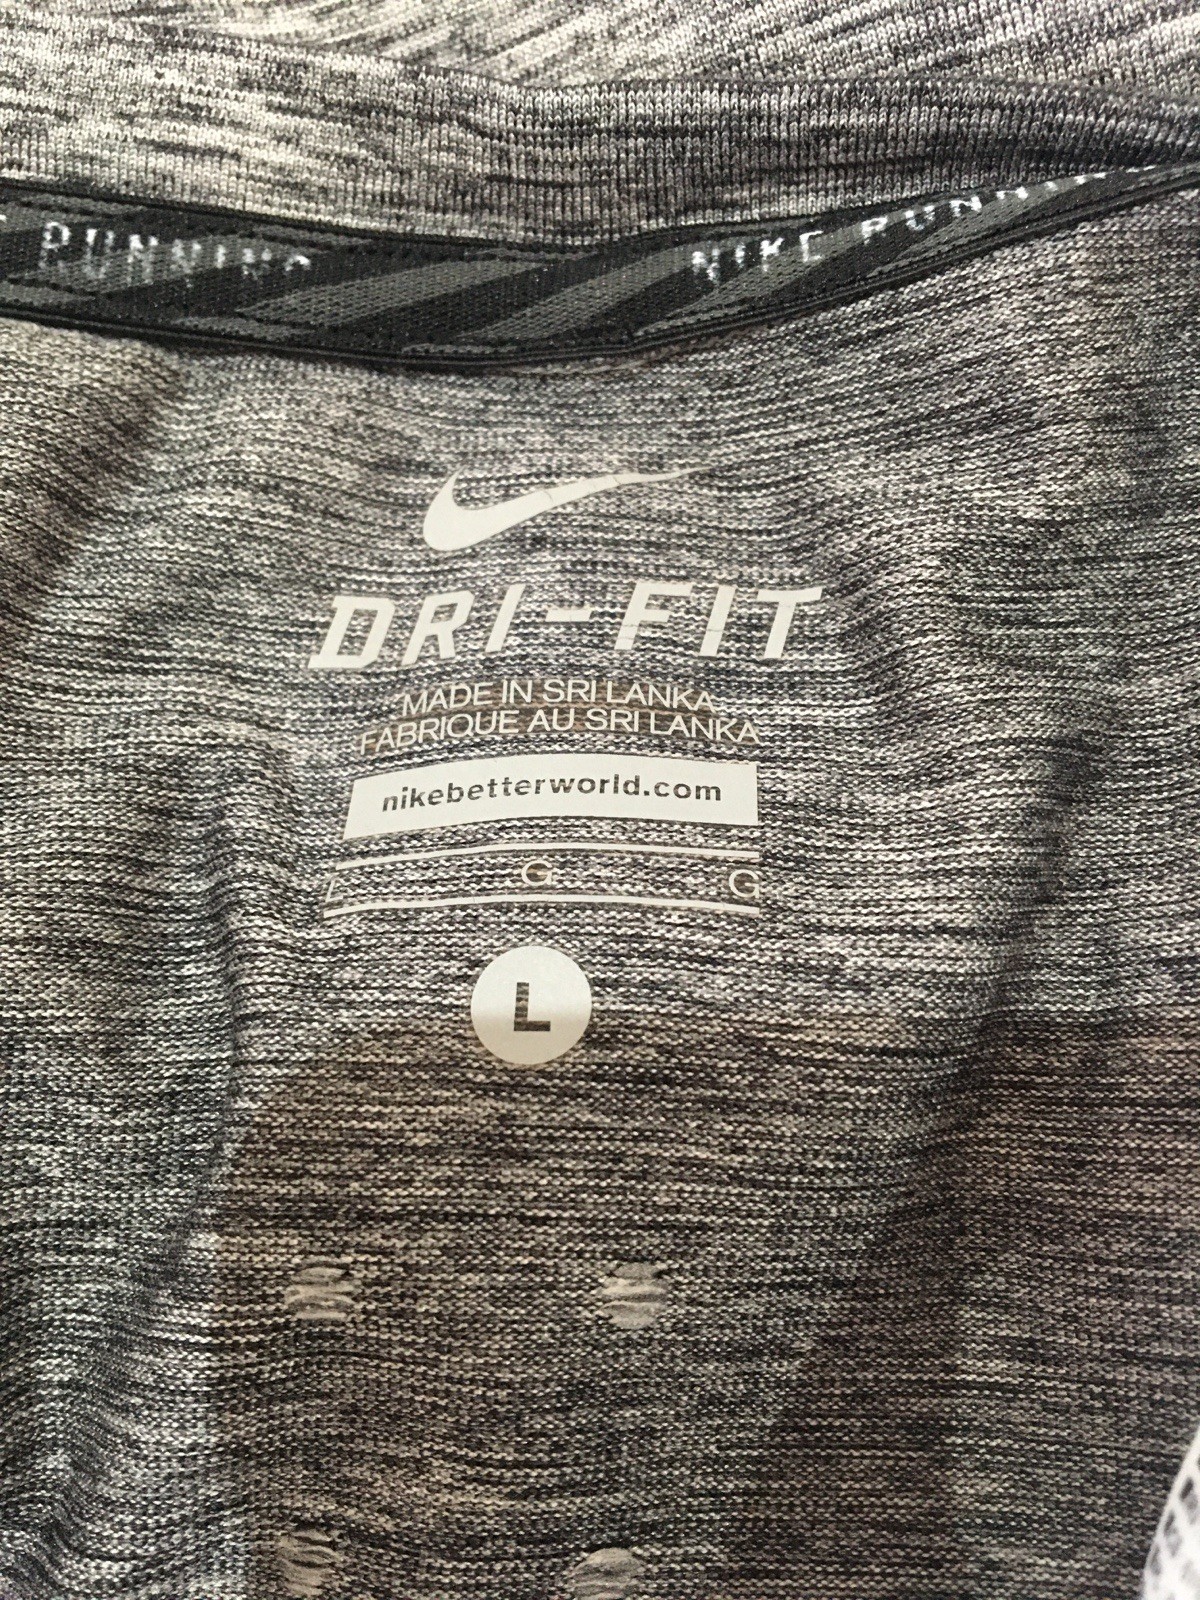 RUNNING NIKE RUNNING
DRI-FIT
MADE IN SRI LANKA
FABRIQUE AU SRI LANKA
nikebetterworld.com
L G G
L